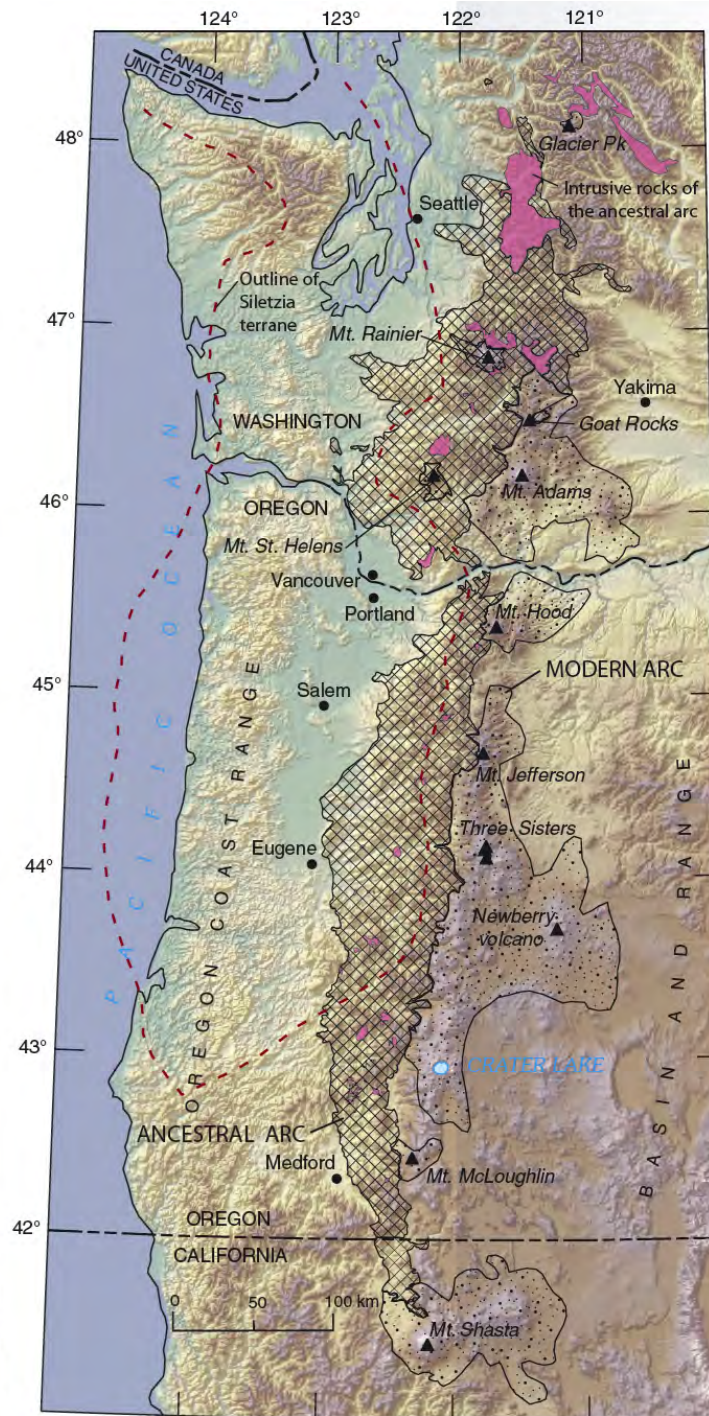 124°
123°
122°
121°
CANADA
UNITED STATES
48°
Glacier Pk
Intrusive rocks of
the ancestral arc
Seattle
Outline of
Siletzia
terrane
47°
Mt. Rainier
Yakima
WASHINGTON
Goat Rocks
46°
OREGON
Mt. Adams
Mt. St. Helens
Vancouver
Portland
Mt. Hood
45°
MODERN ARC
Salem
Mt. Jefferson
Three Sisters
44°
Eugene
Newberry
volcano
PACIFIC OCEAN
OREGON COAST RANGE
BASIN AND RANGE
43°
CRATER LAKE
ANCESTRAL ARC
Medford
Mt. McLoughlin
42°
OREGON
CALIFORNIA
0 50 100 km
Mt. Shasta